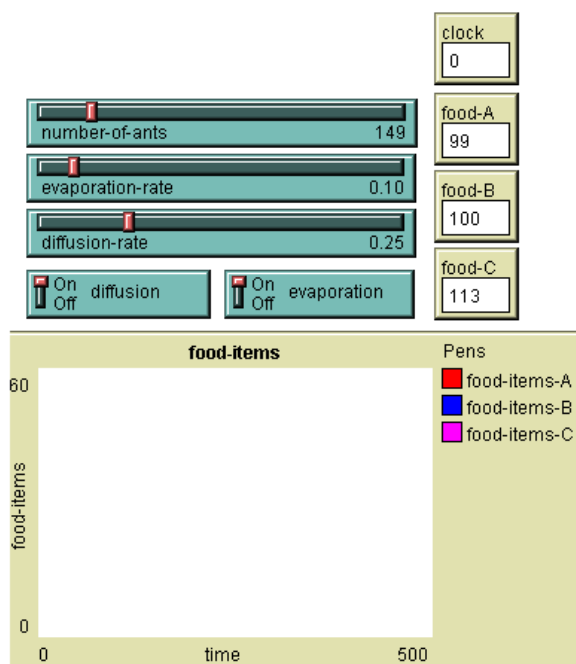 clock
0
number-of-ants 149
food-A
99
evaporation-rate 0.10
food-B
100
diffusion-rate 0.25
food-C
113
On
Off
diffusion
On
Off
evaporation
food-items
Pens
60
food-items-A
food-items-B
food-items-C
food-items
0
0 time 500